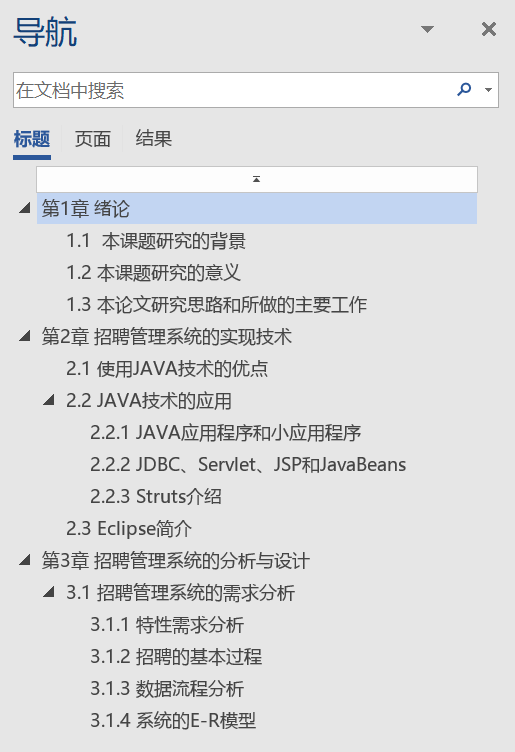 导航
在文档中搜索
标题 页面 结果
第1章 绪论
1.1 本课题研究的背景
1.2 本课题研究的意义
1.3 本论文研究思路和所做的主要工作
第2章 招聘管理系统的实现技术
2.1 使用JAVA技术的优点
2.2 JAVA技术的应用
2.2.1 JAVA应用程序和小应用程序
2.2.2 JDBC、Servlet、JSP和JavaBeans
2.2.3 Struts介绍
2.3 Eclipse简介
第3章 招聘管理系统的分析与设计
3.1 招聘管理系统的需求分析
3.1.1 特性需求分析
3.1.2 招聘的基本过程
3.1.3 数据流程分析
3.1.4 系统的E-R模型